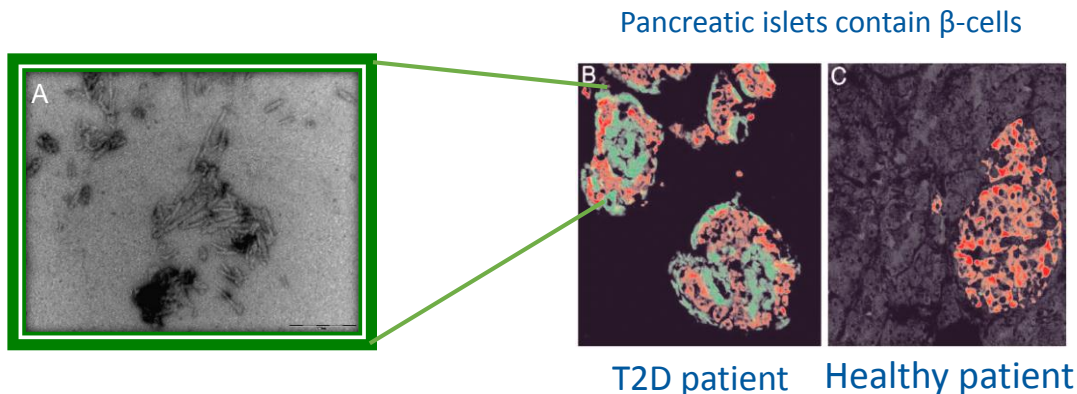 Pancreatic islets contain β-cells
A
B
C
T2D patient
Healthy patient